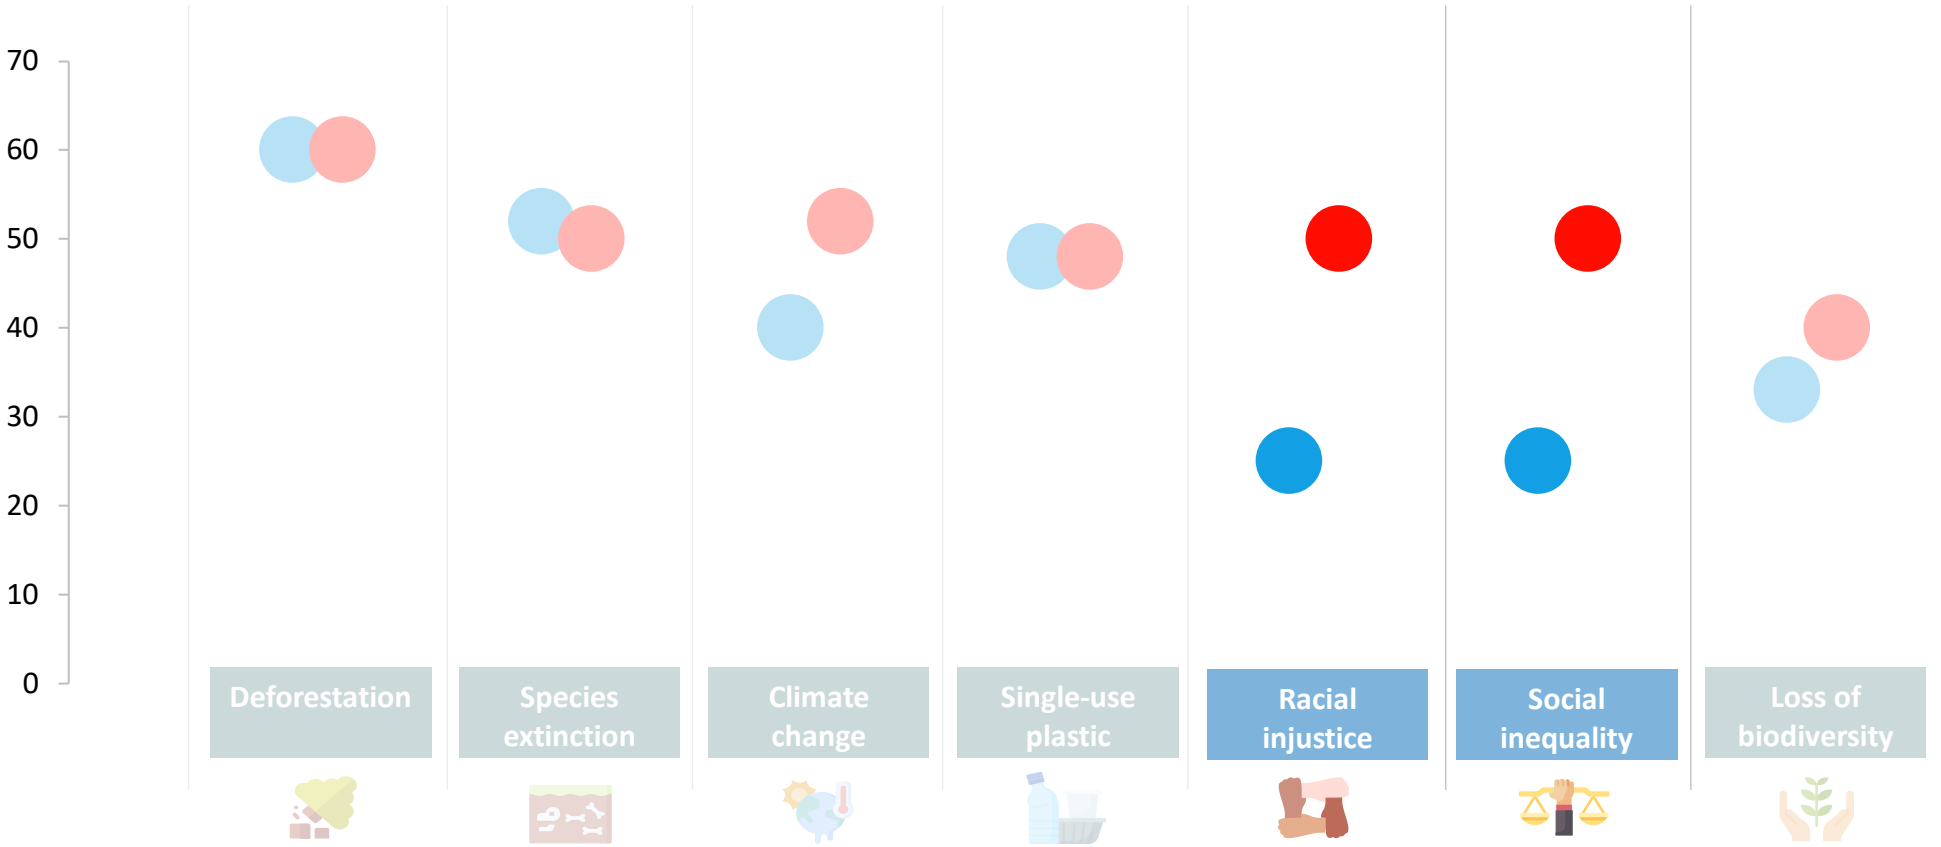 70
60
50
40
30
20
10
0
Deforestation
Species
extinction
Climate
change
Single-use
plastic
Racial
injustice
Social
inequality
Loss of
biodiversity